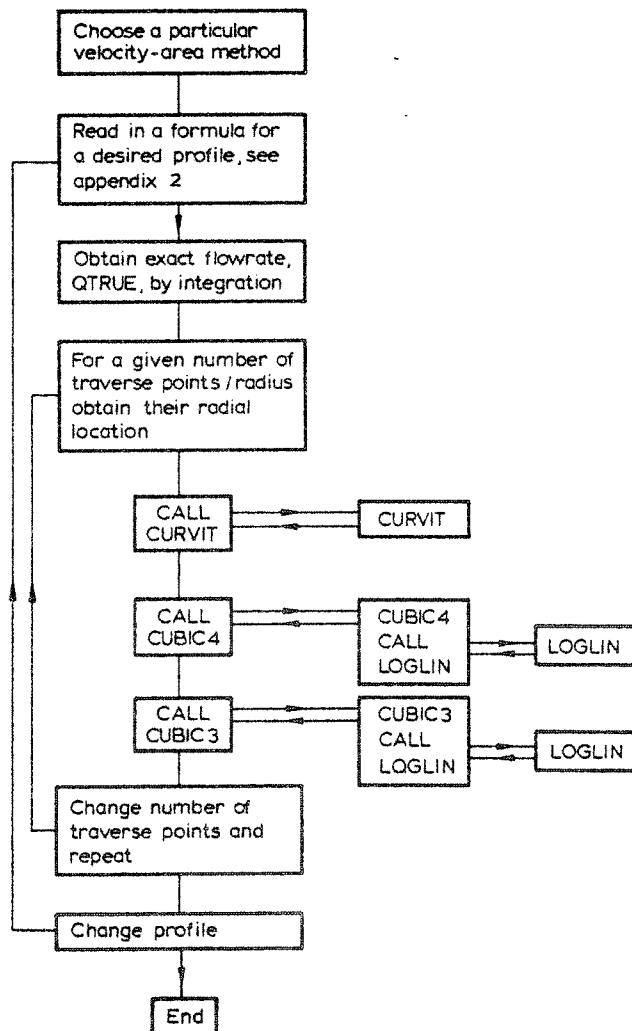 Choose a particular
velocity-area method
Read in a formula for
a desired profile, see
appendix 2
Obtain exact flowrate,
QTRUE, by integration
For a given number of
traverse points/radius
obtain their radial
location
CALL
CURVIT
CURVIT
CALL
CUBIC4
CUBIC4
CALL
LOGLIN
LOGLIN
CALL
CUBIC3
CUBIC3
CALL
LOGLIN
LOGLIN
Change number of
traverse points and
repeat
Change profile
End